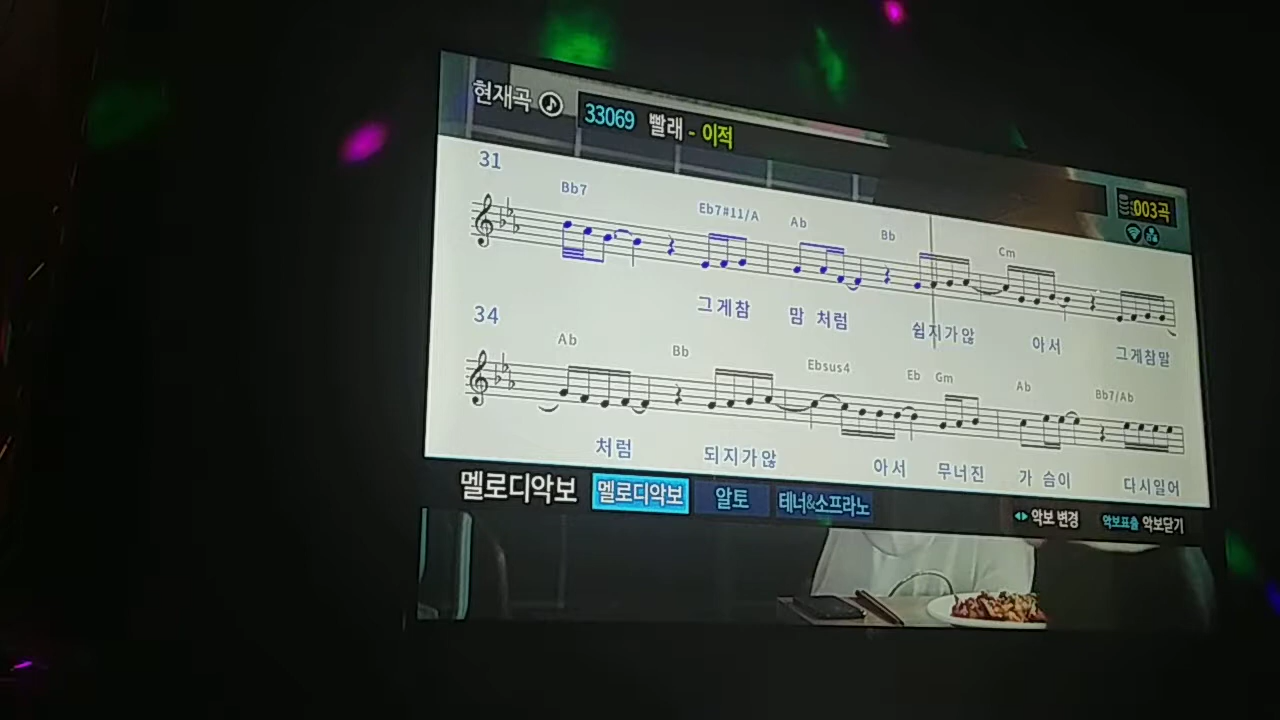 현재곡 33069 빨래 - 이적
003곡
31
Bb7 Eb7#11/A Ab Bb Cm
그게참 맘 처럼 쉽지가않 아서 그게참말
34
Ab Bb Ebsus4 Eb Gm Ab Bb7/Ab
처럼 되지가않 아서 무너진 가 슴이 다시일어
멜로디악보 멜로디악보 알토 테너&소프라노 악보 변경 악보표출 악보닫기